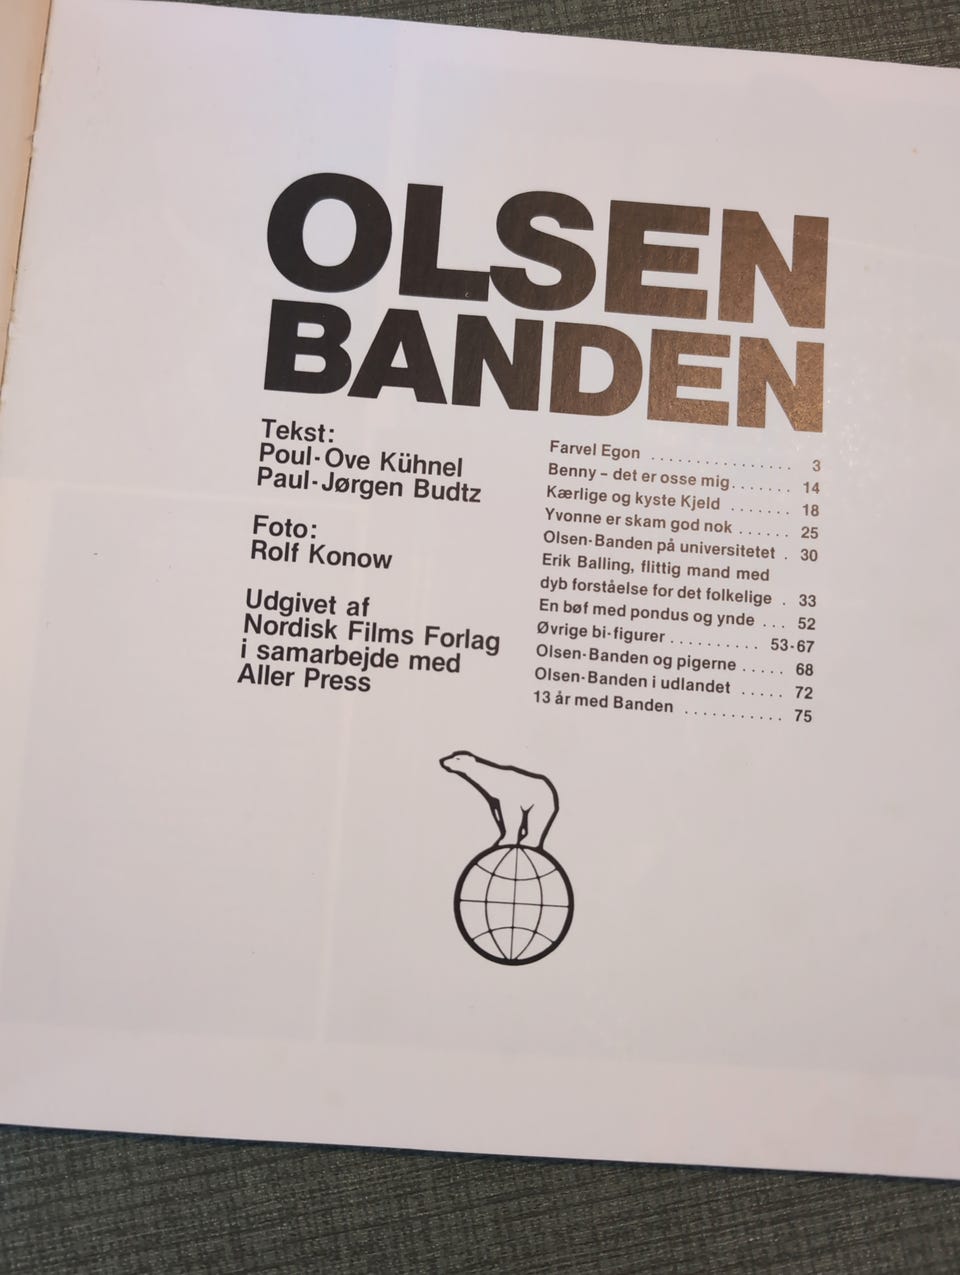 OLSEN
BANDEN
Tekst:
Poul-Ove Kühnel
Paul-Jørgen Budtz
Foto:
Rolf Konow
Udgivet af
Nordisk Films Forlag
i samarbejde med
Aller Press
Farvel Egon ................ 3
Benny – det er osse mig....... 14
Kærlige og kyste Kjeld ....... 18
Yvonne er skam god nok ...... 25
Olsen-Banden på universitetet . 30
Erik Balling, flittig mand med
dyb forståelse for det folkelige . 33
En bøf med pondus og ynde ... 52
Øvrige bi-figurer .......... 53-67
Olsen-Banden og pigerne ..... 68
Olsen-Banden i udlandet ..... 72
13 år med Banden ........... 75